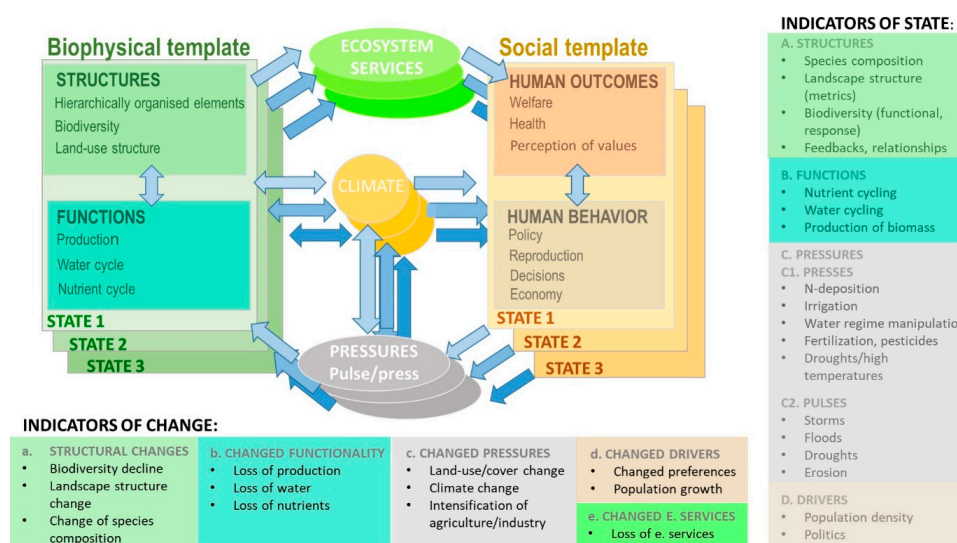 Biophysical template
STRUCTURES
Hierarchically organised elements
Biodiversity
Land-use structure
FUNCTIONS
Production
Water cycle
Nutrient cycle
STATE 1
STATE 2
STATE 3
ECOSYSTEM
SERVICES
CLIMATE
PRESSURES
Pulse/press
Social template
HUMAN OUTCOMES
Welfare
Health
Perception of values
HUMAN BEHAVIOR
Policy
Reproduction
Decisions
Economy
STATE 1
STATE 2
STATE 3
INDICATORS OF STATE:
A. STRUCTURES
• Species composition
• Landscape structure
(metrics)
• Biodiversity (functional,
response)
• Feedbacks, relationships
B. FUNCTIONS
• Nutrient cycling
• Water cycling
• Production of biomass
C. PRESSURES
C1. PRESSES
• N-deposition
• Irrigation
• Water regime manipulatio
• Fertilization, pesticides
• Droughts/high
temperatures
C2. PULSES
• Storms
• Floods
• Droughts
• Erosion
D. DRIVERS
• Population density
• Politics
INDICATORS OF CHANGE:
a. STRUCTURAL CHANGES
• Biodiversity decline
• Landscape structure
change
• Change of species
composition
b. CHANGED FUNCTIONALITY
• Loss of production
• Loss of water
• Loss of nutrients
c. CHANGED PRESSURES
• Land-use/cover change
• Climate change
• Intensification of
agriculture/industry
d. CHANGED DRIVERS
• Changed preferences
• Population growth
e. CHANGED E. SERVICES
• Loss of e. services